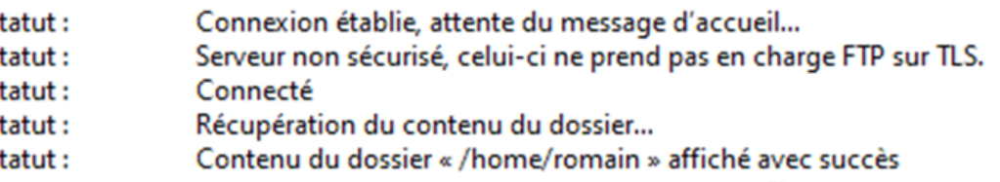 tatut : Connexion établie, attente du message d'accueil...
tatut : Serveur non sécurisé, celui-ci ne prend pas en charge FTP sur TLS.
tatut : Connecté
tatut : Récupération du contenu du dossier...
tatut : Contenu du dossier « /home/romain » affiché avec succès